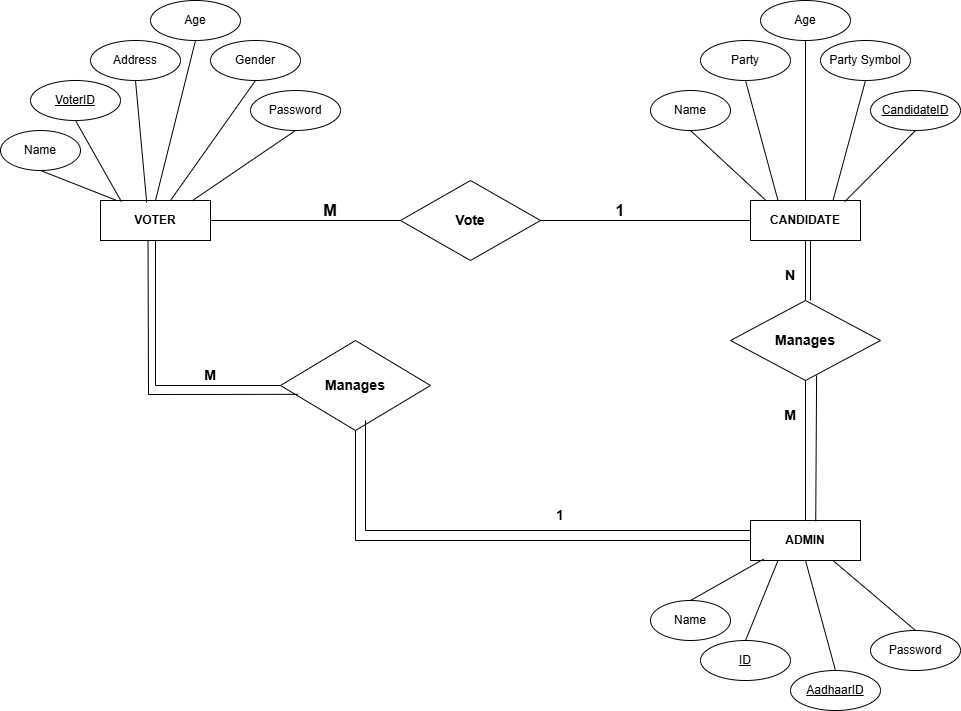 Age
Age
Address
Gender
Party
Party Symbol
VoterID
Password
Name
CandidateID
Name
VOTER
M
Vote
1
CANDIDATE
N
Manages
M
Manages
M
1
ADMIN
Name
ID
Password
AadhaarID